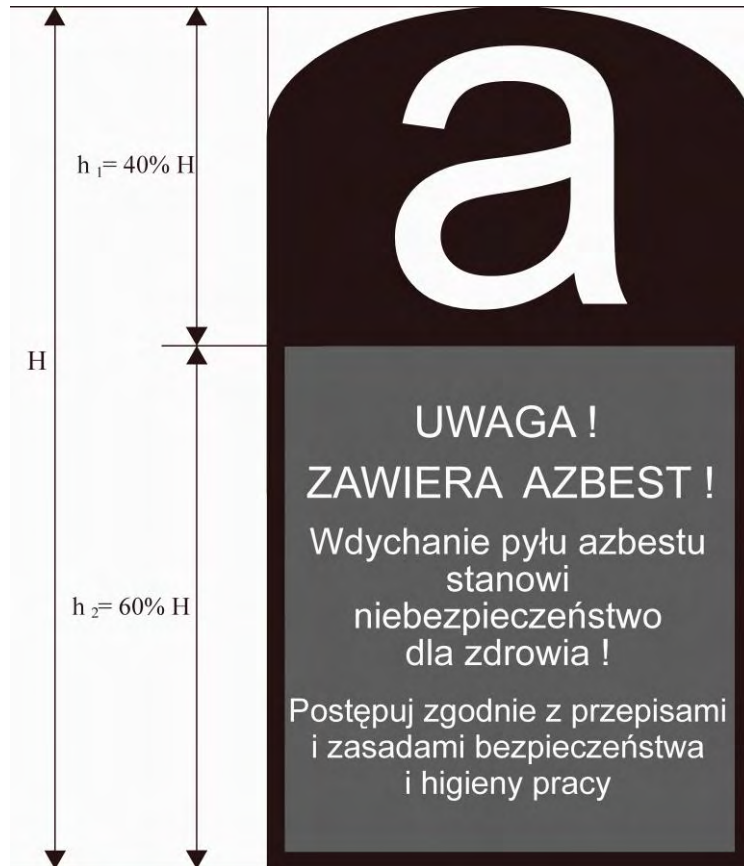 a
h 1= 40% H
H
UWAGA !
ZAWIERA AZBEST !
Wdychanie pyłu azbestu
stanowi
niebezpieczeństwo
dla zdrowia !
h 2= 60% H
Postępuj zgodnie z przepisami
i zasadami bezpieczeństwa
i higieny pracy